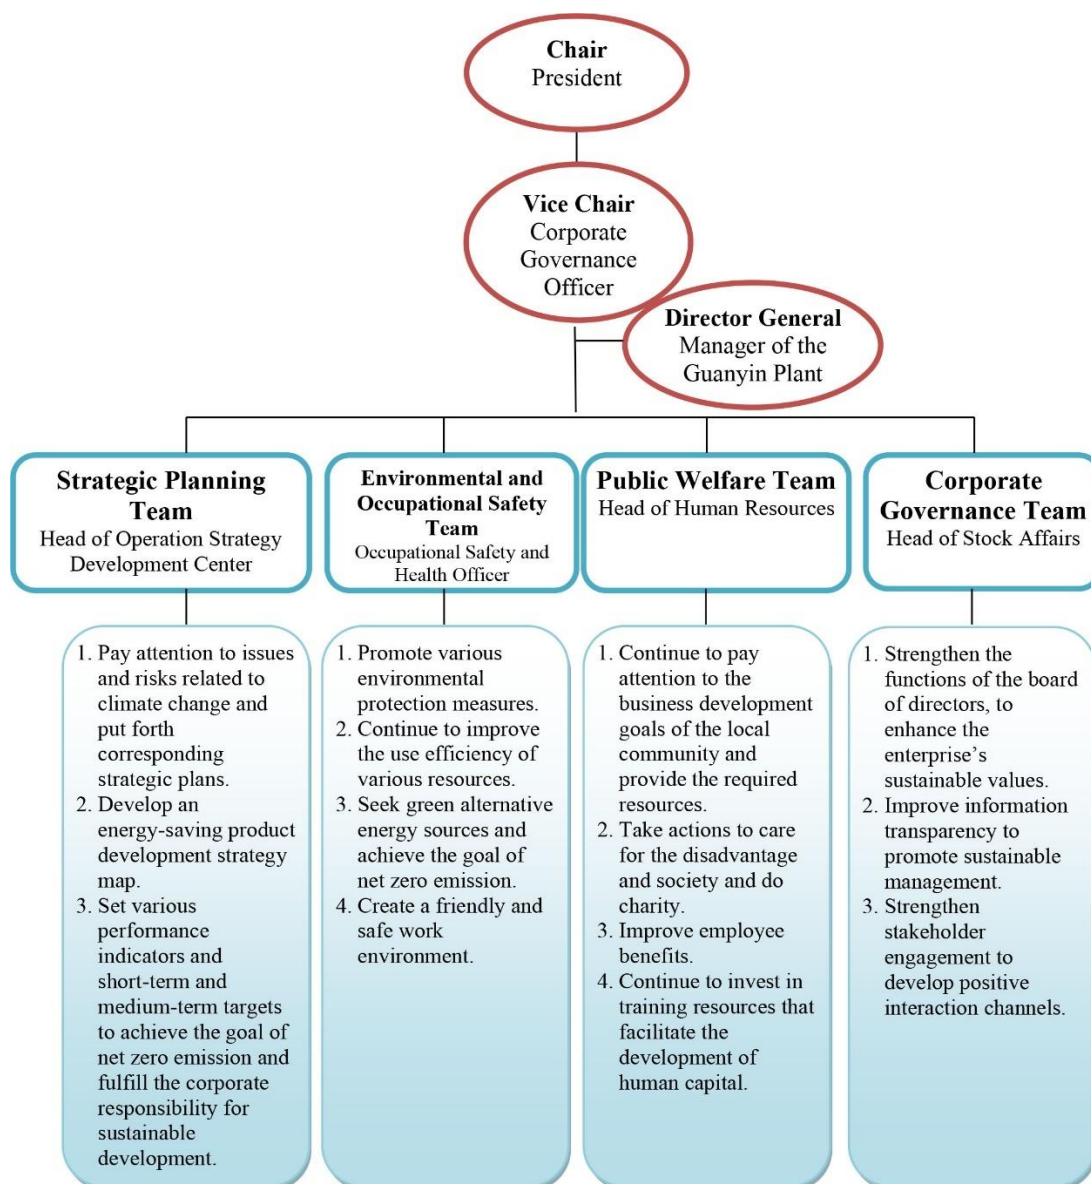 Chair
President
Vice Chair
Corporate
Governance
Officer
Director General
Manager of the
Guanyin Plant
Strategic Planning
Team
Head of Operation Strategy
Development Center
Environmental and
Occupational Safety
Team
Occupational Safety and
Health Officer
Public Welfare Team
Head of Human Resources
Corporate
Governance Team
Head of Stock Affairs
1. Pay attention to issues
and risks related to
climate change and
put forth
corresponding
strategic plans.
2. Develop an
energy-saving product
development strategy
map.
3. Set various
performance
indicators and
short-term and
medium-term targets
to achieve the goal of
net zero emission and
fulfill the corporate
responsibility for
sustainable
development.
1. Promote various
environmental
protection measures.
2. Continue to improve
the use efficiency of
various resources.
3. Seek green alternative
energy sources and
achieve the goal of
net zero emission.
4. Create a friendly and
safe work
environment.
1. Continue to pay
attention to the
business development
goals of the local
community and
provide the required
resources.
2. Take actions to care
for the disadvantage
and society and do
charity.
3. Improve employee
benefits.
4. Continue to invest in
training resources that
facilitate the
development of
human capital.
1. Strengthen the
functions of the board
of directors, to
enhance the
enterprise’s
sustainable values.
2. Improve information
transparency to
promote sustainable
management.
3. Strengthen
stakeholder
engagement to
develop positive
interaction channels.